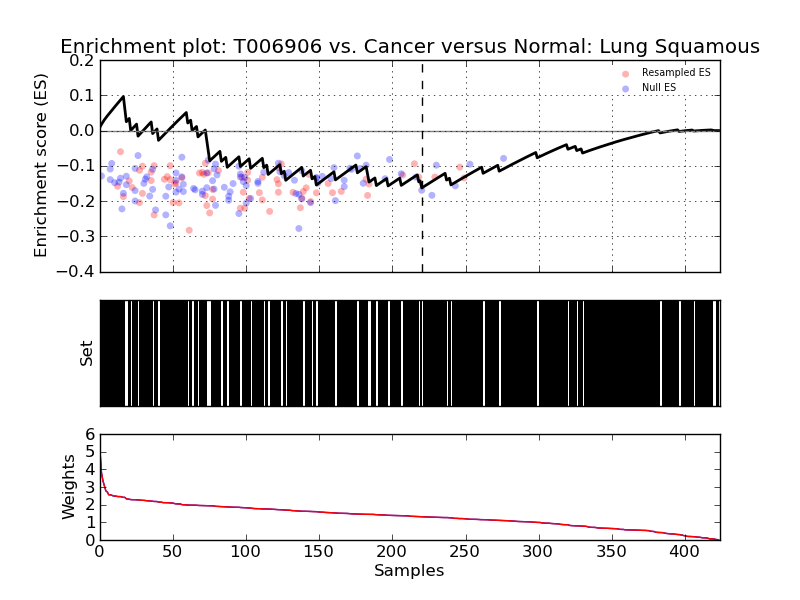 Enrichment plot: T006906 vs. Cancer versus Normal: Lung Squamous
0.2
0.1
0.0
−0.1
−0.2
−0.3
−0.4
Enrichment score (ES)
Resampled ES
Null ES
Set
6
5
4
3
2
1
0
Weights
0 50 100 150 200 250 300 350 400
Samples